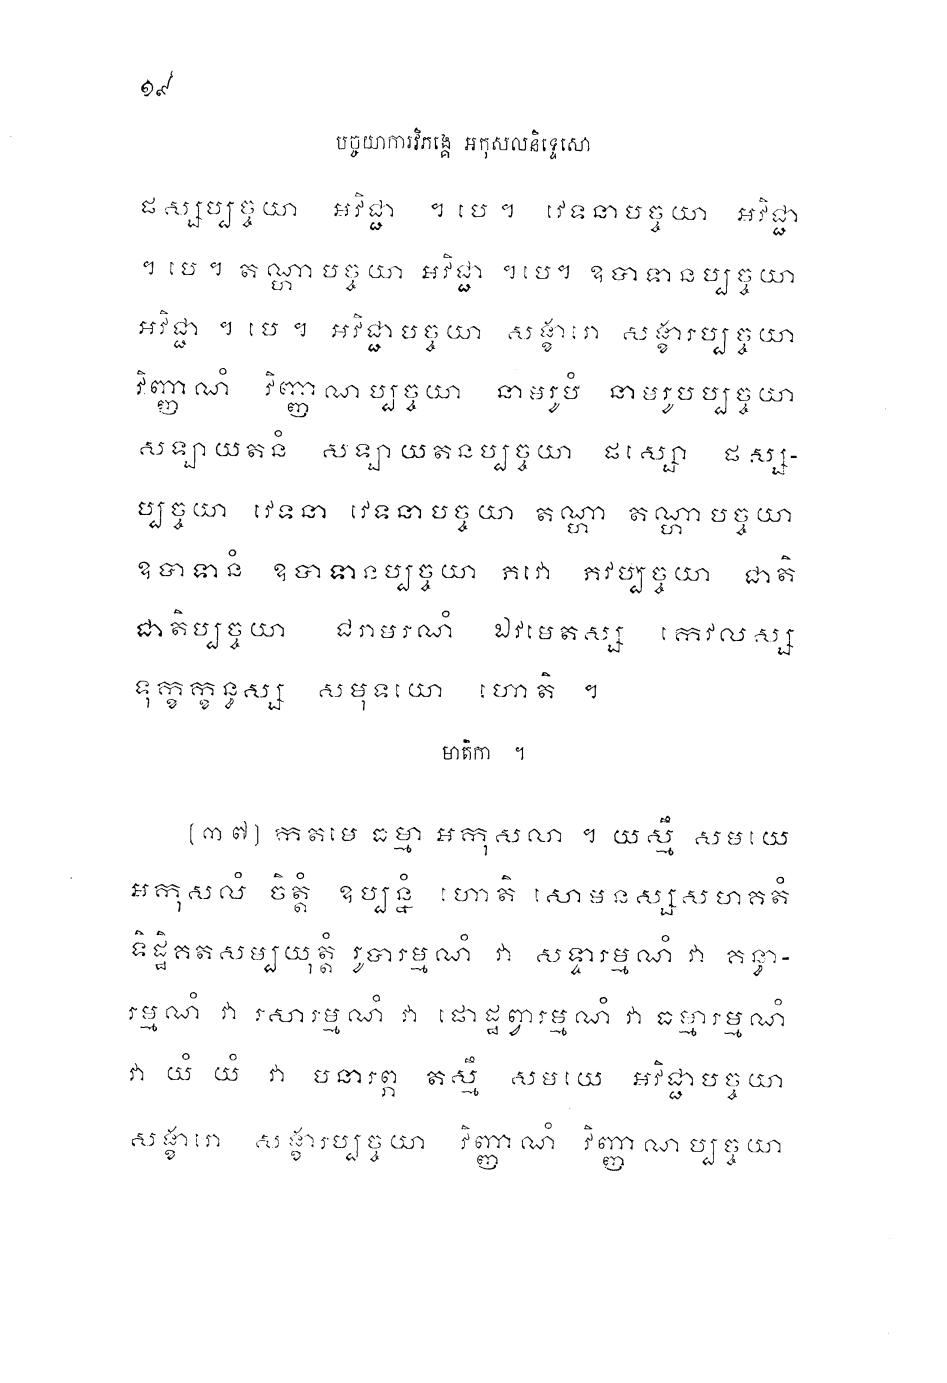 ១៩
បច្ចយាការវិភង្គេ អកុសលនិទ្ទេសោ
ផស្សប្បច្ចយា អវិជ្ជា ។ បេ ។ វេទនាបច្ចយា អវិជ្ជា
។ បេ ។ តណ្ហាបច្ចយា អវិជ្ជា ។ បេ ។ ឧបាទានប្បច្ចយា
អវិជ្ជា ។ បេ ។ អវិជ្ជាបច្ចយា សង្ខារោ សង្ខារប្បច្ចយា
វិញ្ញាណំ វិញ្ញាណប្បច្ចយា នាមរូបំ នាមរូបប្បច្ចយា
សឡាយតនំ សឡាយតនប្បច្ចយា ផស្សោ ផស្ស-
ប្បច្ចយា វេទនា វេទនាបច្ចយា តណ្ហា តណ្ហាបច្ចយា
ឧបាទានំ ឧបាទានប្បច្ចយា ភវោ ភវប្បច្ចយា ជាតិ
ជាតិប្បច្ចយា ជរាមរណំ ឯវមេតស្ស កេវលស្ស
ទុក្ខក្ខន្ធស្ស សមុទយោ ហោតិ ។
មាតិកា ។
[៣៧] កតមេ ធម្មា អកុសលា ។ យស្មឹ សមយេ
អកុសលំ ចិត្តំ ឧប្បន្នំ ហោតិ សោមនស្សសហគតំ
ទិដ្ឋិគតសម្បយុត្តំ រូបារម្មណំ វា សទ្ទារម្មណំ វា គន្ធា-
រម្មណំ វា រសារម្មណំ វា ផោដ្ឋព្វារម្មណំ វា ធម្មារម្មណំ
វា យំ យំ វា បនារព្ភ តស្មឹ សមយេ អវិជ្ជាបច្ចយា
សង្ខារោ សង្ខារប្បច្ចយា វិញ្ញាណំ វិញ្ញាណប្បច្ចយា